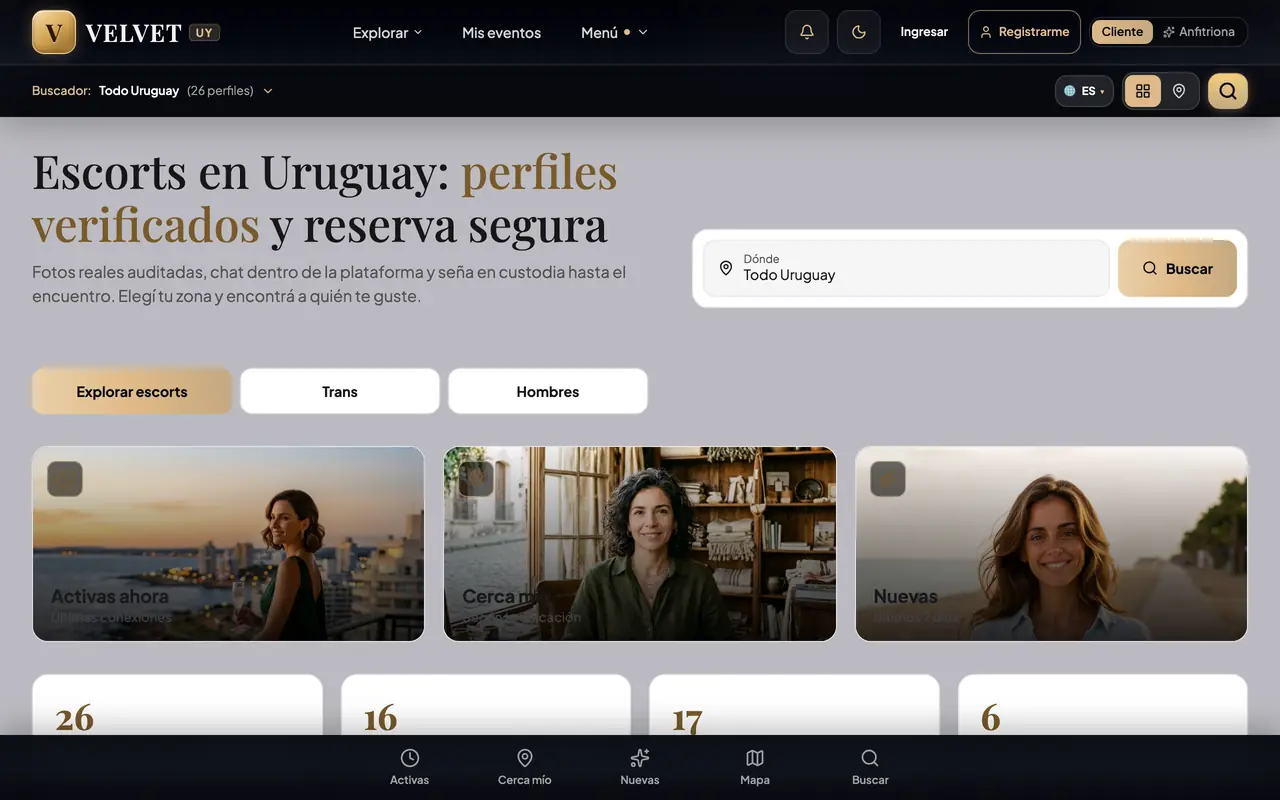 V VELVET UY
Explorar
Mis eventos
Menú
Ingresar
Registrarme
Cliente
Anfitriona
Buscador: Todo Uruguay (26 perfiles)
ES
Escorts en Uruguay: perfiles
verificados y reserva segura
Fotos reales auditadas, chat dentro de la plataforma y seña en custodia hasta el
encuentro. Elegí tu zona y encontrá a quién te guste.
Dónde
Todo Uruguay
Buscar
Explorar escorts
Trans
Hombres
Activas ahora
Últimas conexiones
Cerca mío
Nuevas
26
16
17
6
Activas
Cerca mío
Nuevas
Mapa
Buscar